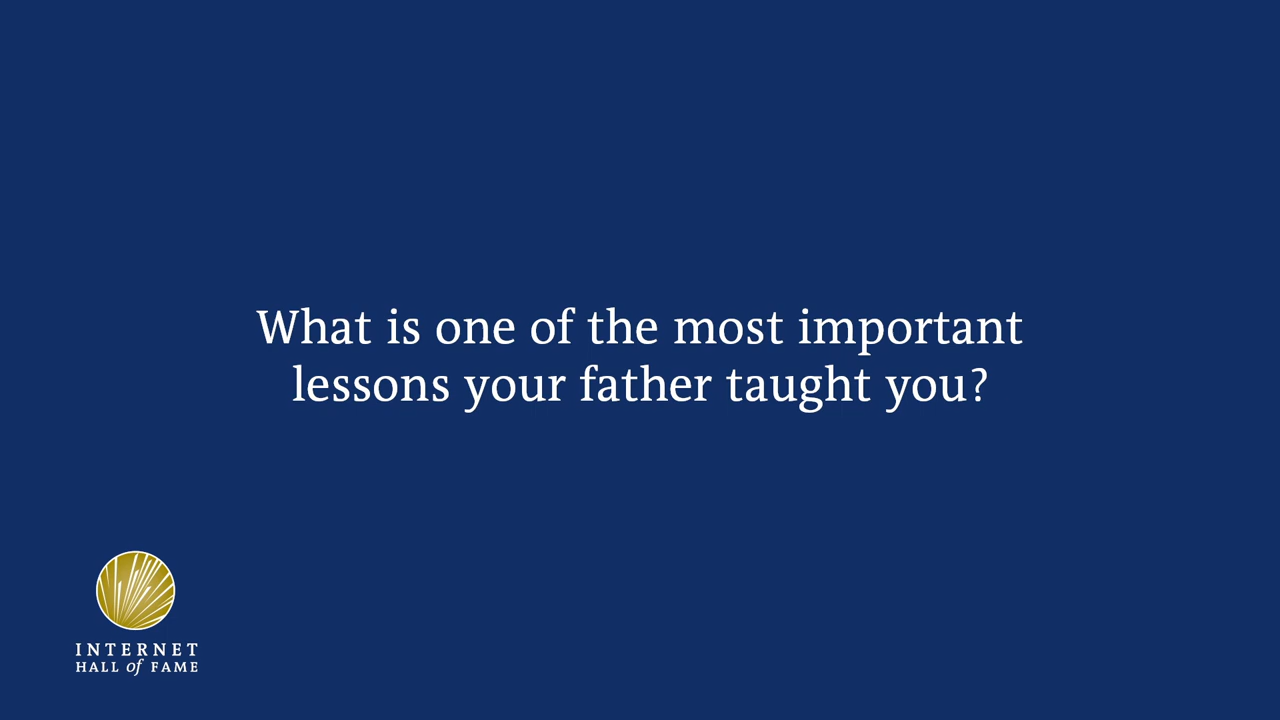 What is one of the most important
lessons your father taught you?
INTERNET
HALL of FAME